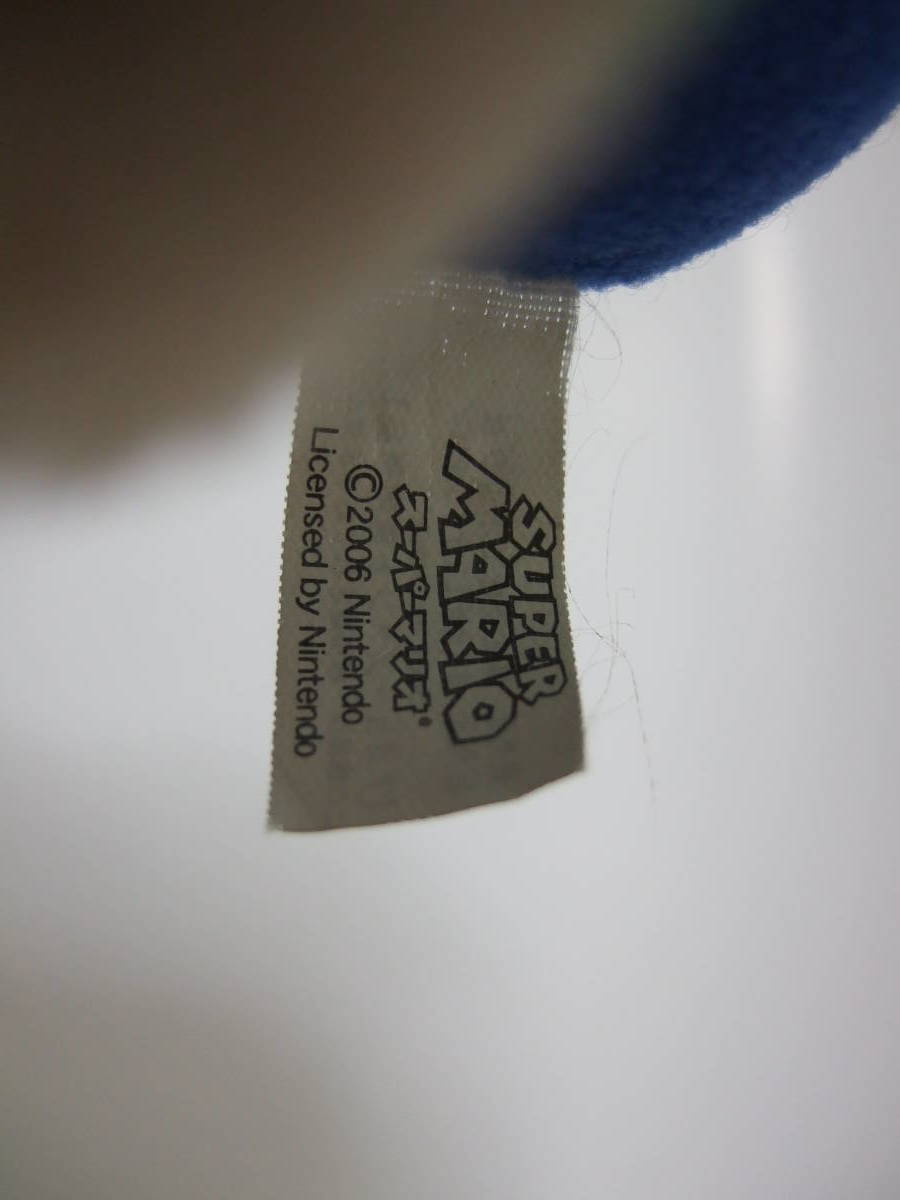 SUPER
MARIO
スーパーマリオ®
©2006 Nintendo
Licensed by Nintendo